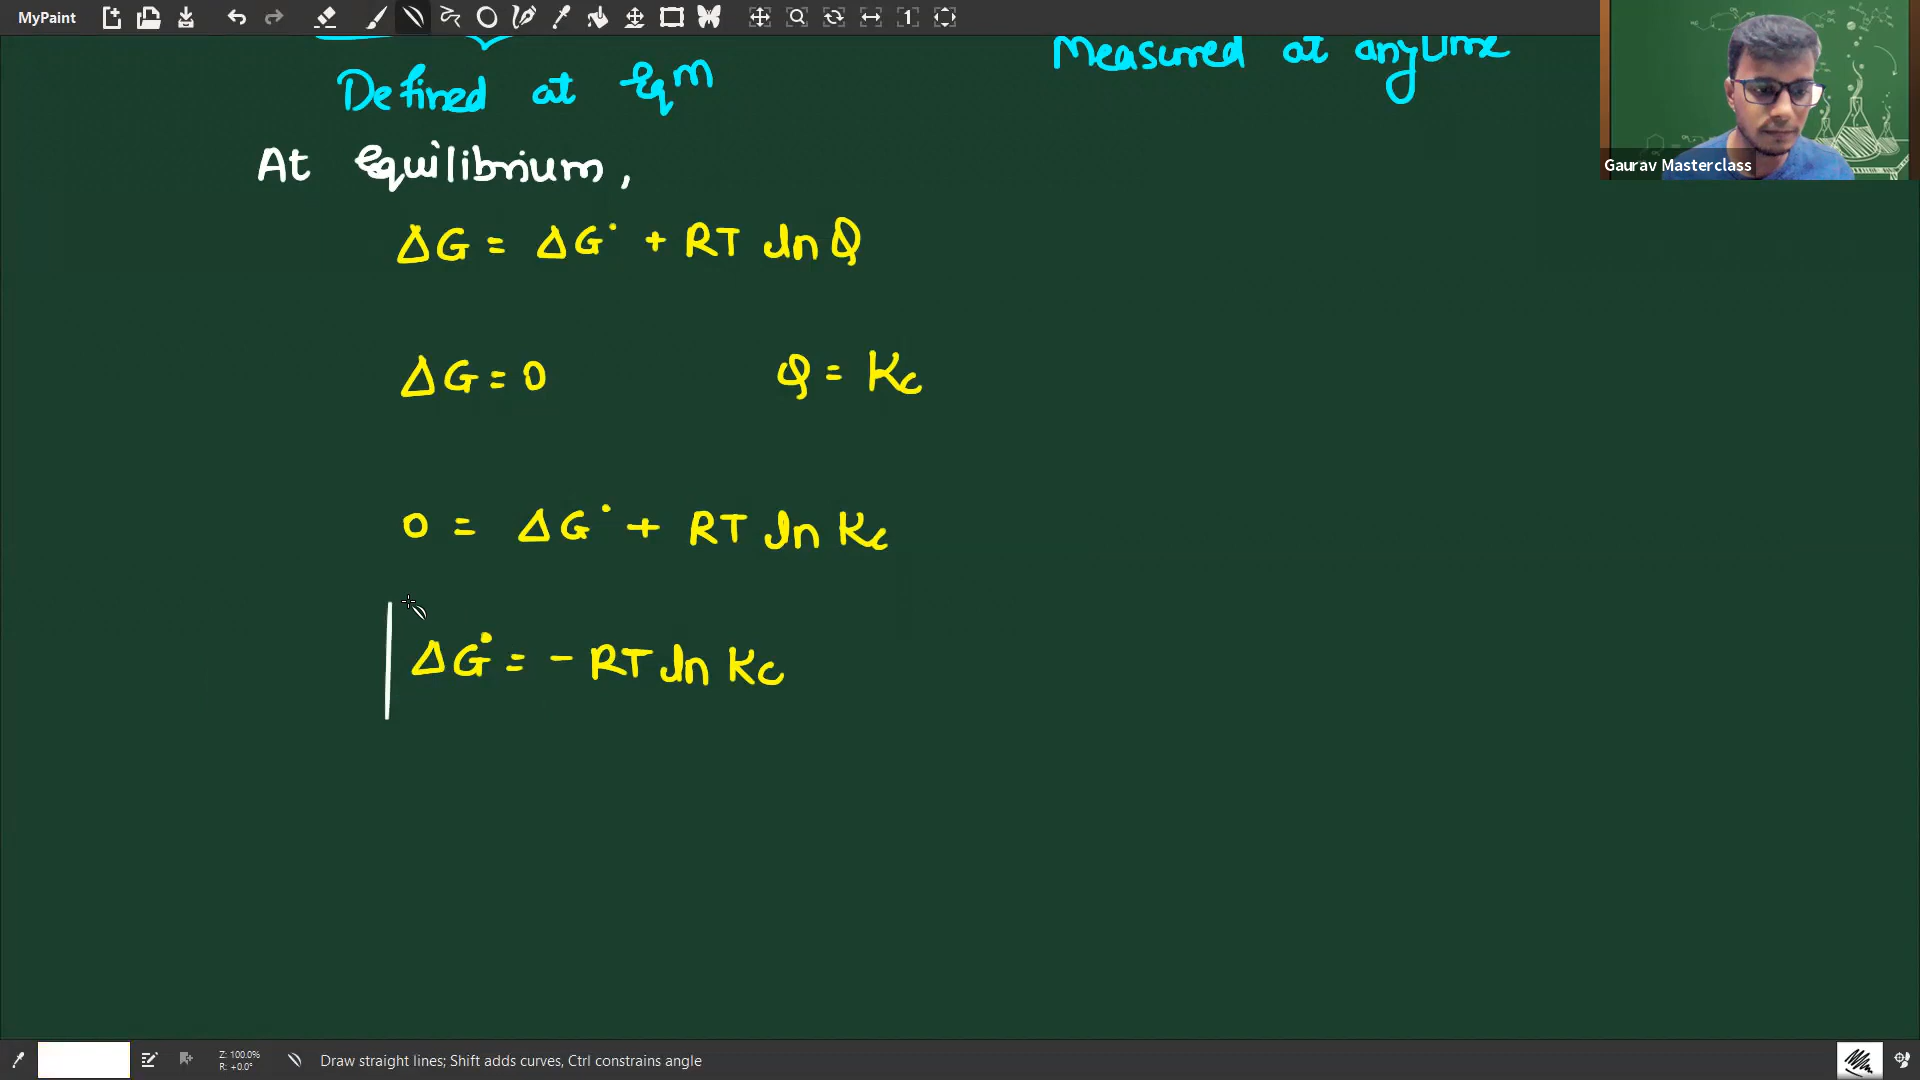 MyPaint
Measured at anytime
Gaurav Masterclass
Defined at Eqm
At Equilibrium,
ΔG = ΔG° + RT ln Q
ΔG = 0 Q = Kc
0 = ΔG° + RT ln Kc
ΔG° = - RT ln Kc
Z: 100.0%
R: +0.0°
Draw straight lines; Shift adds curves, Ctrl constrains angle